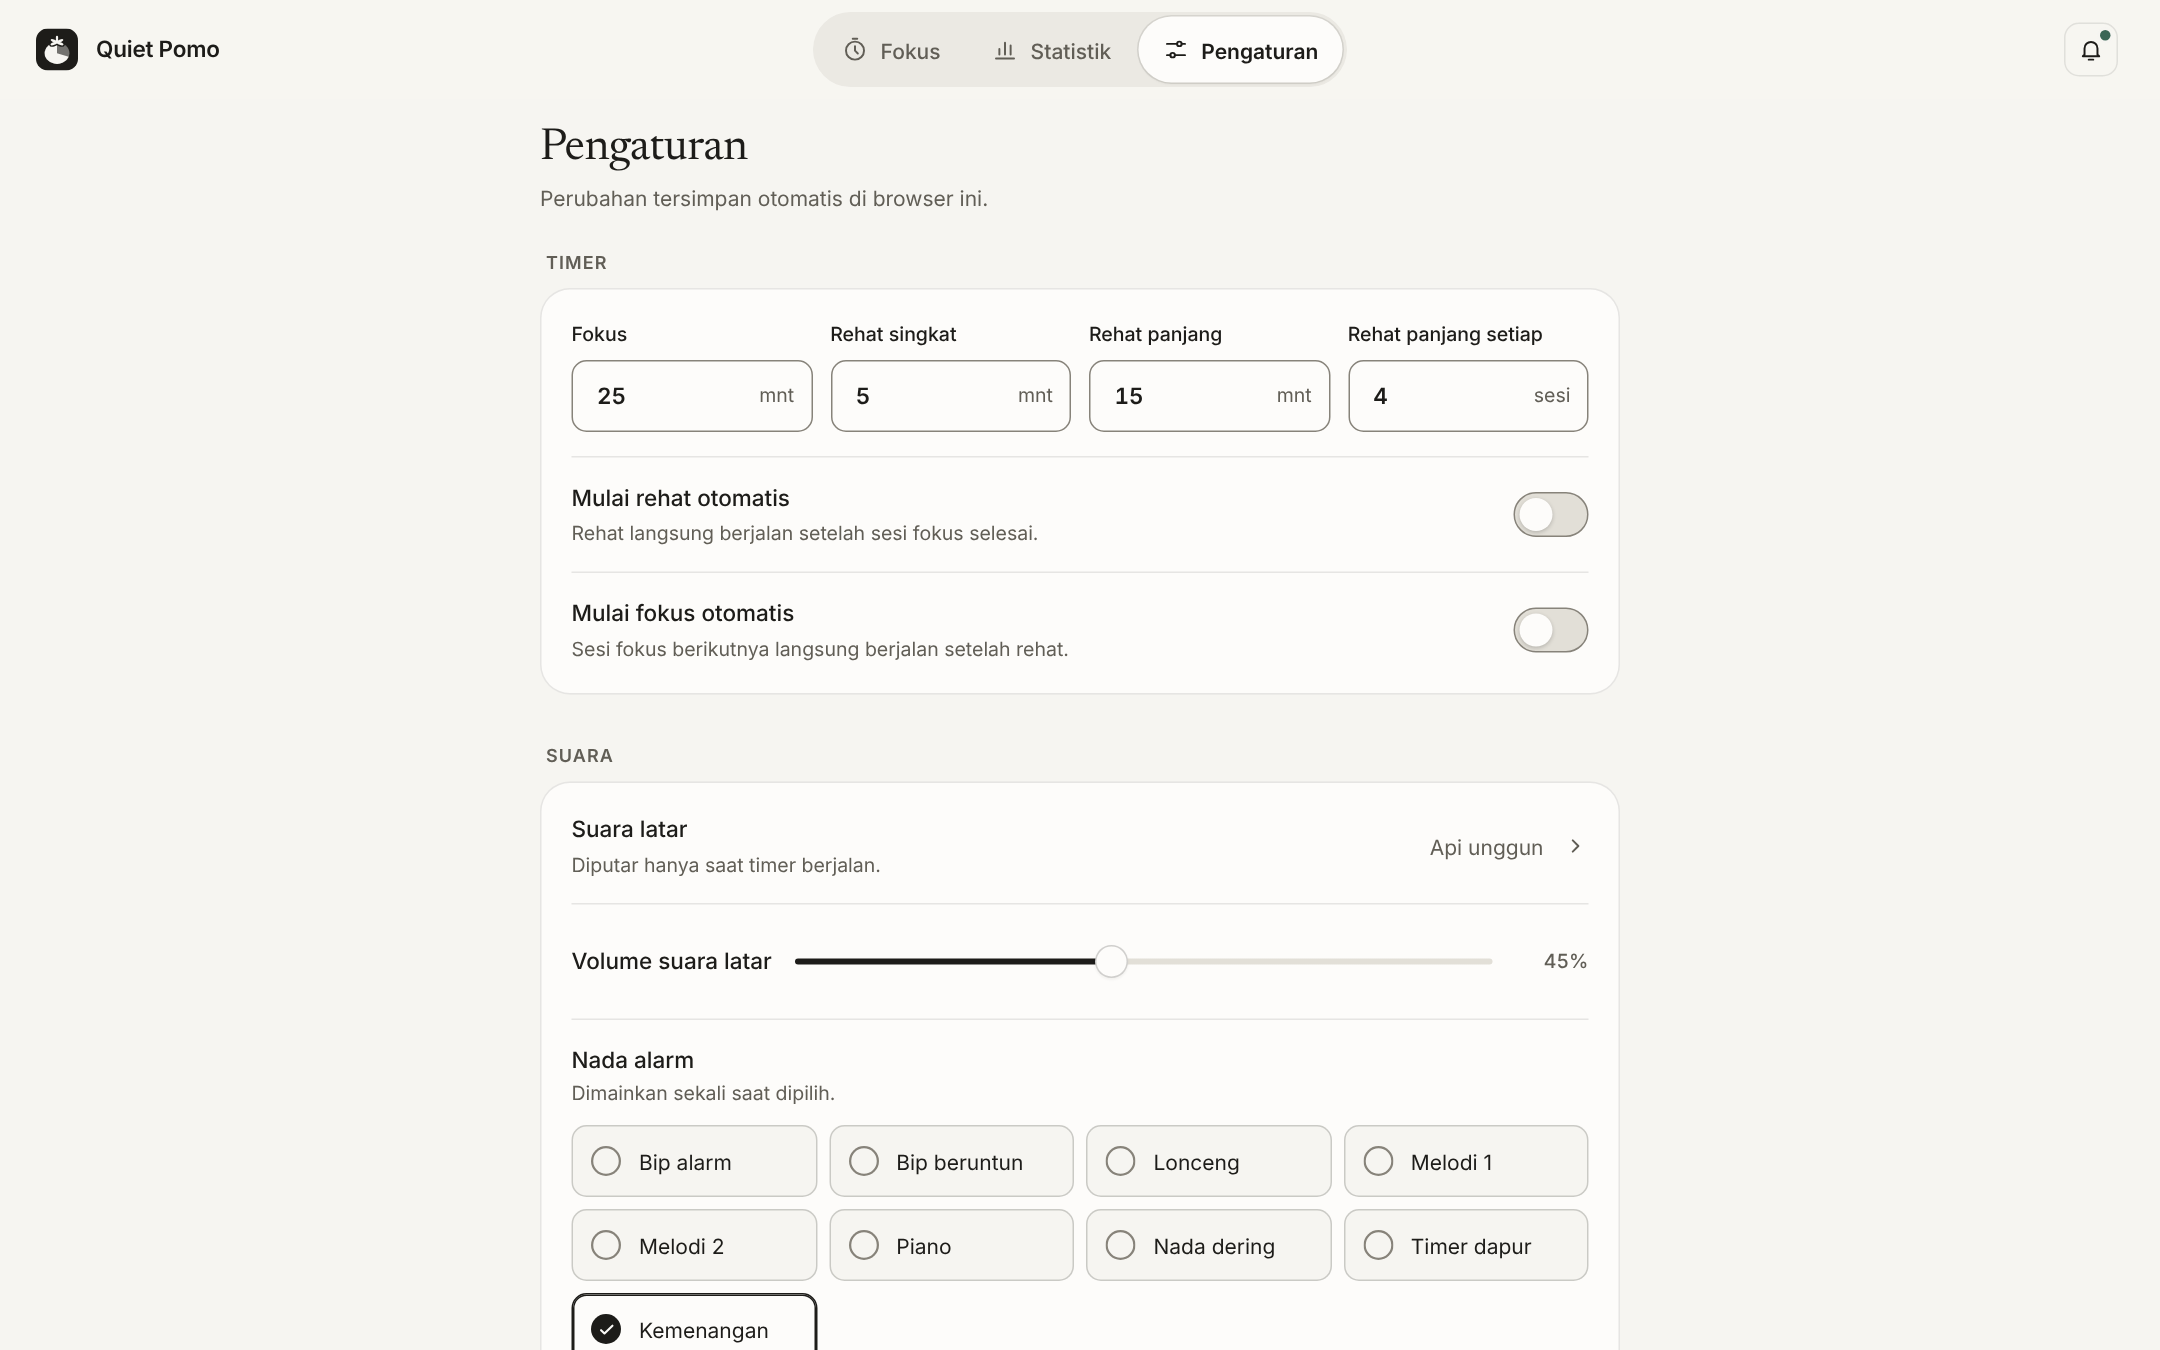 Quiet Pomo
Fokus
Statistik
Pengaturan
Pengaturan
Perubahan tersimpan otomatis di browser ini.
TIMER
Fokus
Rehat singkat
Rehat panjang
Rehat panjang setiap
25 mnt
5 mnt
15 mnt
4 sesi
Mulai rehat otomatis
Rehat langsung berjalan setelah sesi fokus selesai.
Mulai fokus otomatis
Sesi fokus berikutnya langsung berjalan setelah rehat.
SUARA
Suara latar
Diputar hanya saat timer berjalan.
Api unggun
Volume suara latar
45%
Nada alarm
Dimainkan sekali saat dipilih.
Bip alarm
Bip beruntun
Lonceng
Melodi 1
Melodi 2
Piano
Nada dering
Timer dapur
Kemenangan